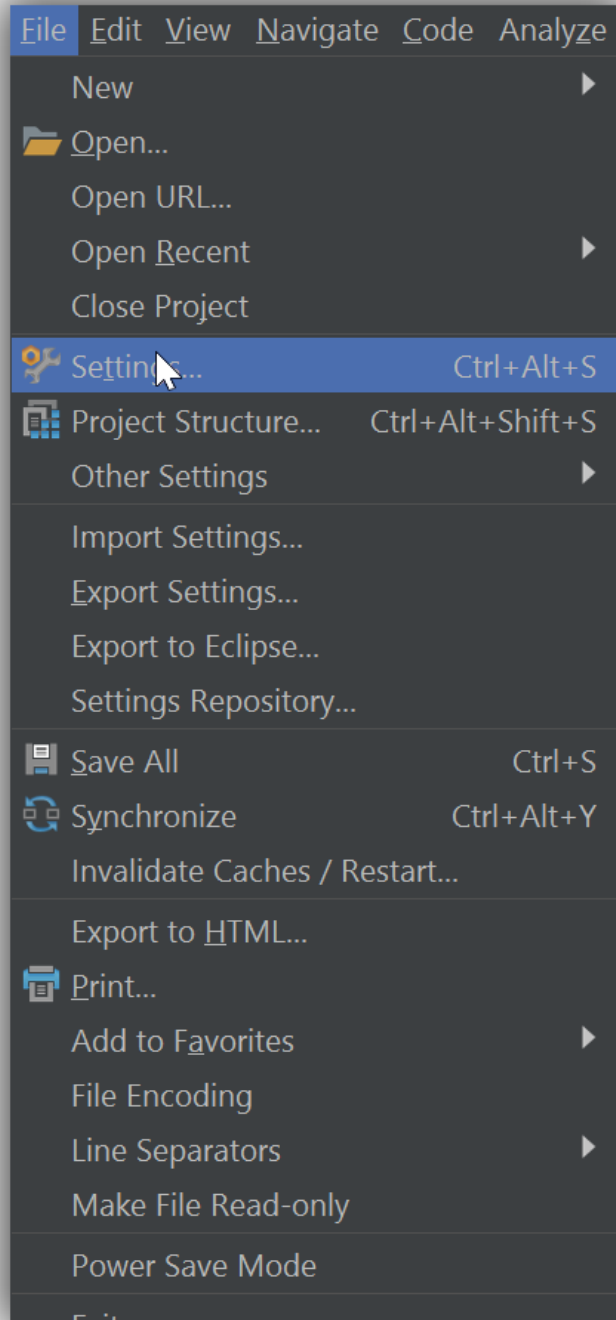 File Edit View Navigate Code Analyze
New
Open...
Open URL...
Open Recent
Close Project
Settings... Ctrl+Alt+S
Project Structure... Ctrl+Alt+Shift+S
Other Settings
Import Settings...
Export Settings...
Export to Eclipse...
Settings Repository...
Save All Ctrl+S
Synchronize Ctrl+Alt+Y
Invalidate Caches / Restart...
Export to HTML...
Print...
Add to Favorites
File Encoding
Line Separators
Make File Read-only
Power Save Mode